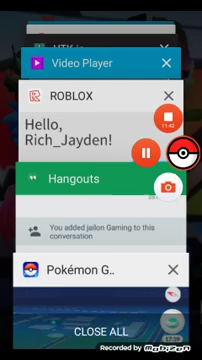 Video Player
ROBLOX
Hello,
Rich_Jayden!
11:42
Hangouts
You added jailon Gaming to this
conversation
Pokémon G..
CLOSE ALL
Recorded by Mobizen